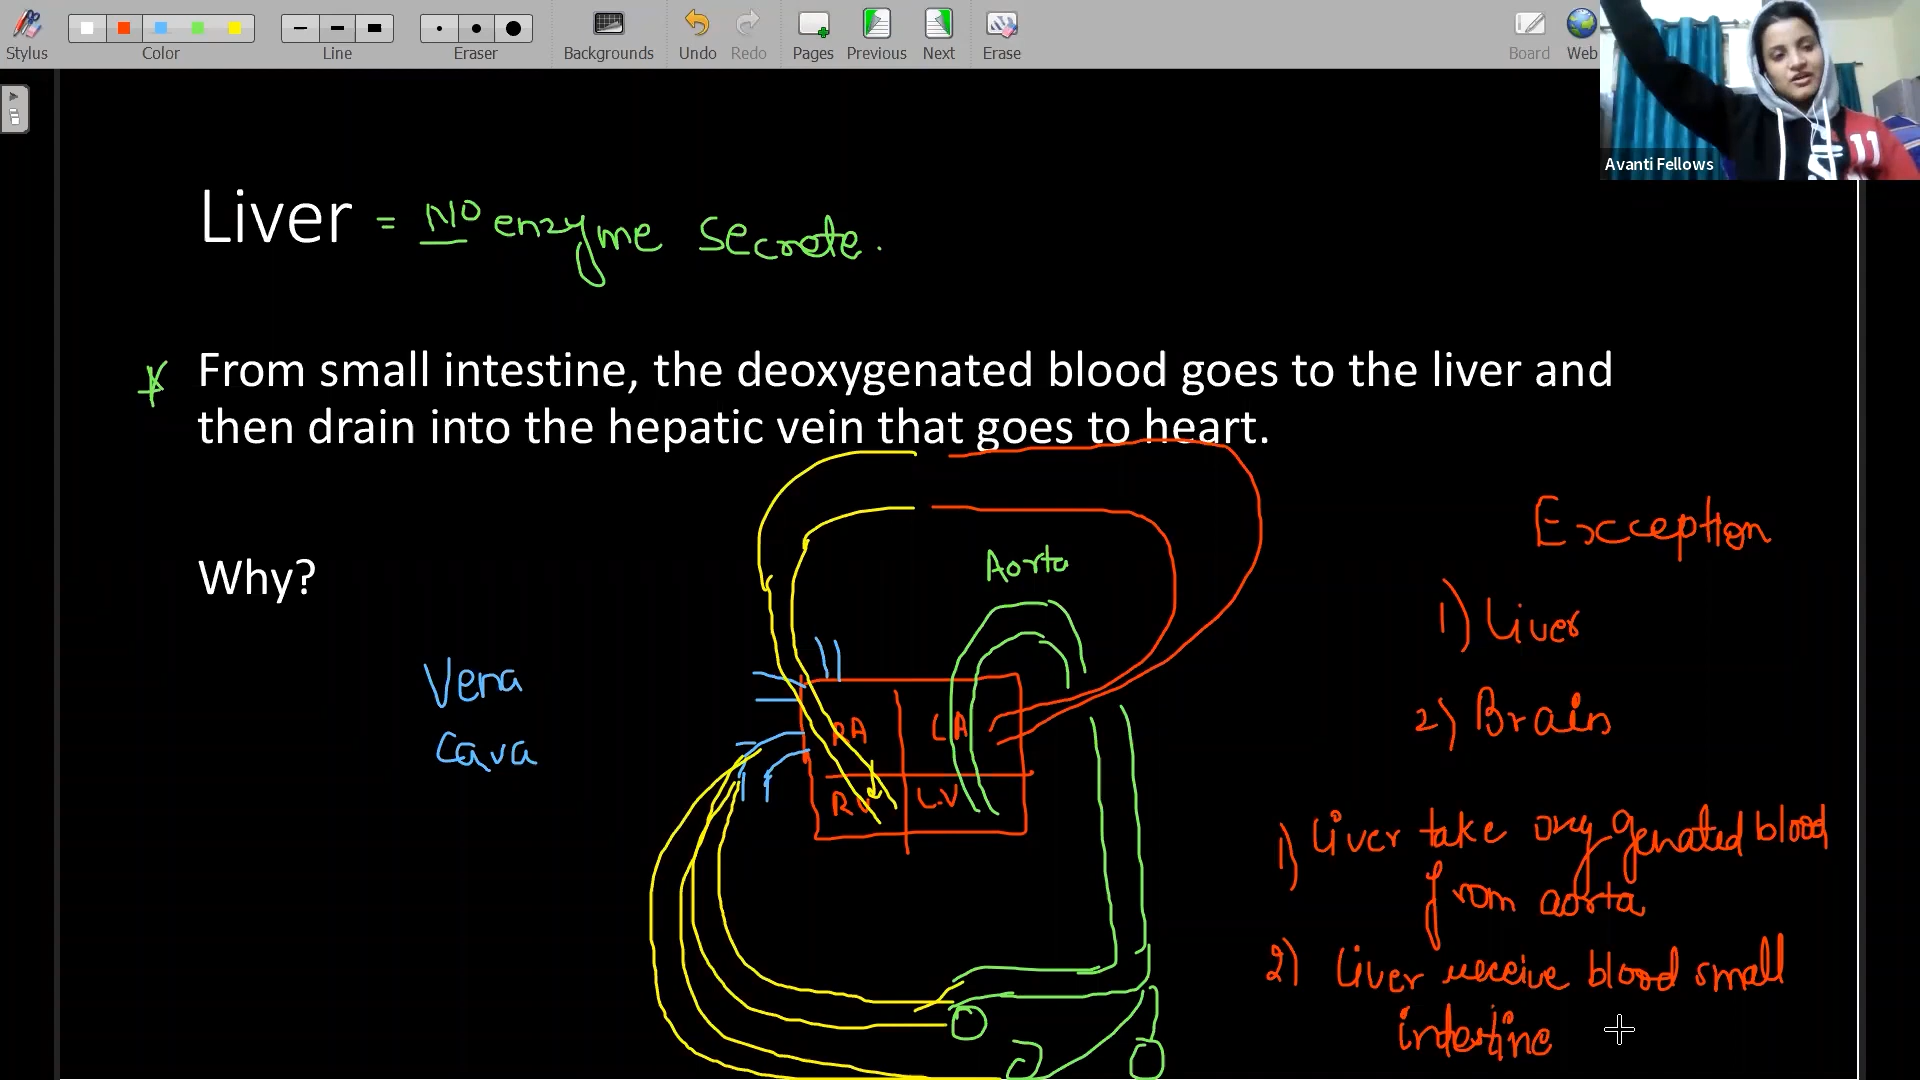 Stylus
Color
Line
Eraser
Backgrounds
Undo
Redo
Pages
Previous
Next
Erase
Board
Web
Avanti Fellows
11
Liver = NO enzyme Secrete.
From small intestine, the deoxygenated blood goes to the liver and
then drain into the hepatic vein that goes to heart.
Why?
Vena
Cava
Aorta
RA
LA
RV
L.V
Exception
1) Liver
2) Brain
1) Liver take oxygenated blood
from aorta
2) Liver receive blood small
intestine